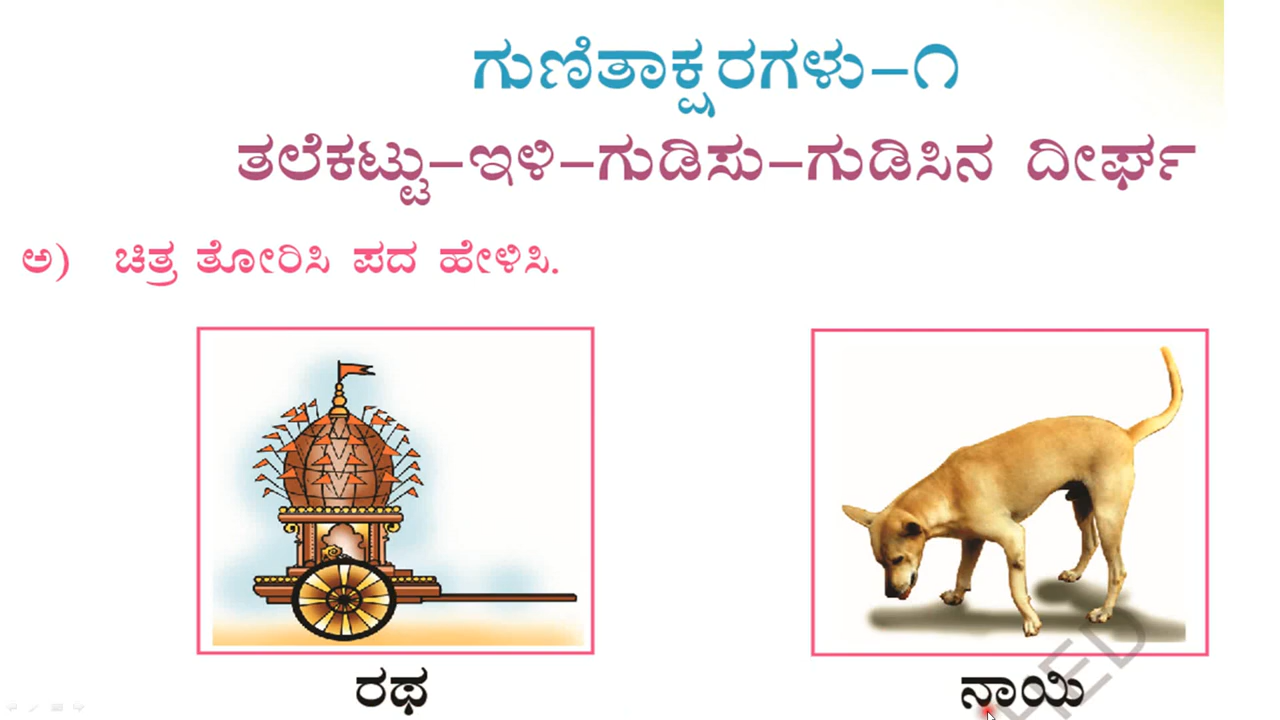 ಗುಣಿತಾಕ್ಷರಗಳು–೧
ತಲೆಕಟ್ಟು–ಇಳಿ–ಗುಡಿಸು–ಗುಡಿಸಿನ ದೀರ್ಘ
ಅ) ಚಿತ್ರ ತೋರಿಸಿ ಪದ ಹೇಳಿಸಿ.
ರಥ
ನಾಯಿ